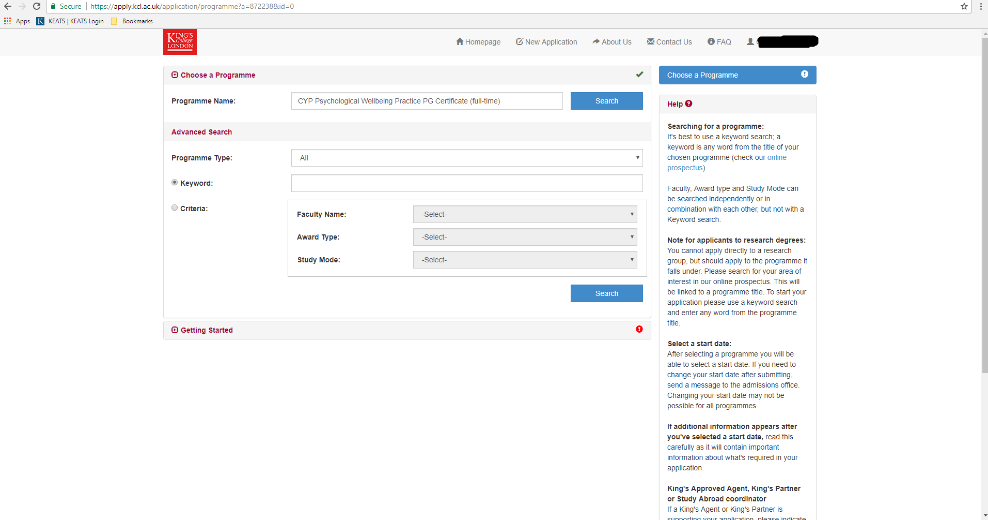 Secure | https://apply.kcl.ac.uk/application/programme?a=872238&id=0
Apps KEATS | KEATS Login Bookmarks
KING'S
College
LONDON
Homepage New Application About Us Contact Us FAQ
Choose a Programme
Programme Name: CYP Psychological Wellbeing Practice PG Certificate (full-time) Search
Advanced Search
Programme Type: All
Keyword:
Criteria:
Faculty Name: -Select-
Award Type: -Select-
Study Mode: -Select-
Search
Getting Started
Choose a Programme
Help
Searching for a programme:
It's best to use a keyword search; a
keyword is any word from the title of your
chosen programme (check our online
prospectus)
Faculty, Award type and Study Mode can
be searched independently or in
combination with each other, but not with a
Keyword search.
Note for applicants to research degrees:
You cannot apply directly to a research
group, but should apply to the programme it
falls under. Please search for your area of
interest in our online prospectus. This will
be linked to a programme title. To start your
application please use a keyword search
and enter any word from the programme
title.
Select a start date:
After selecting a programme you will be
able to select a start date. If you need to
change your start date after submitting,
send a message to the admissions office.
Changing your start date may not be
possible for all programmes.
If additional information appears after
you've selected a start date, read this
carefully as it will contain important
information about what's required in your
application.
King's Approved Agent, King's Partner
or Study Abroad coordinator
If a King's Agent or King's Partner is
supporting your application, please indicate